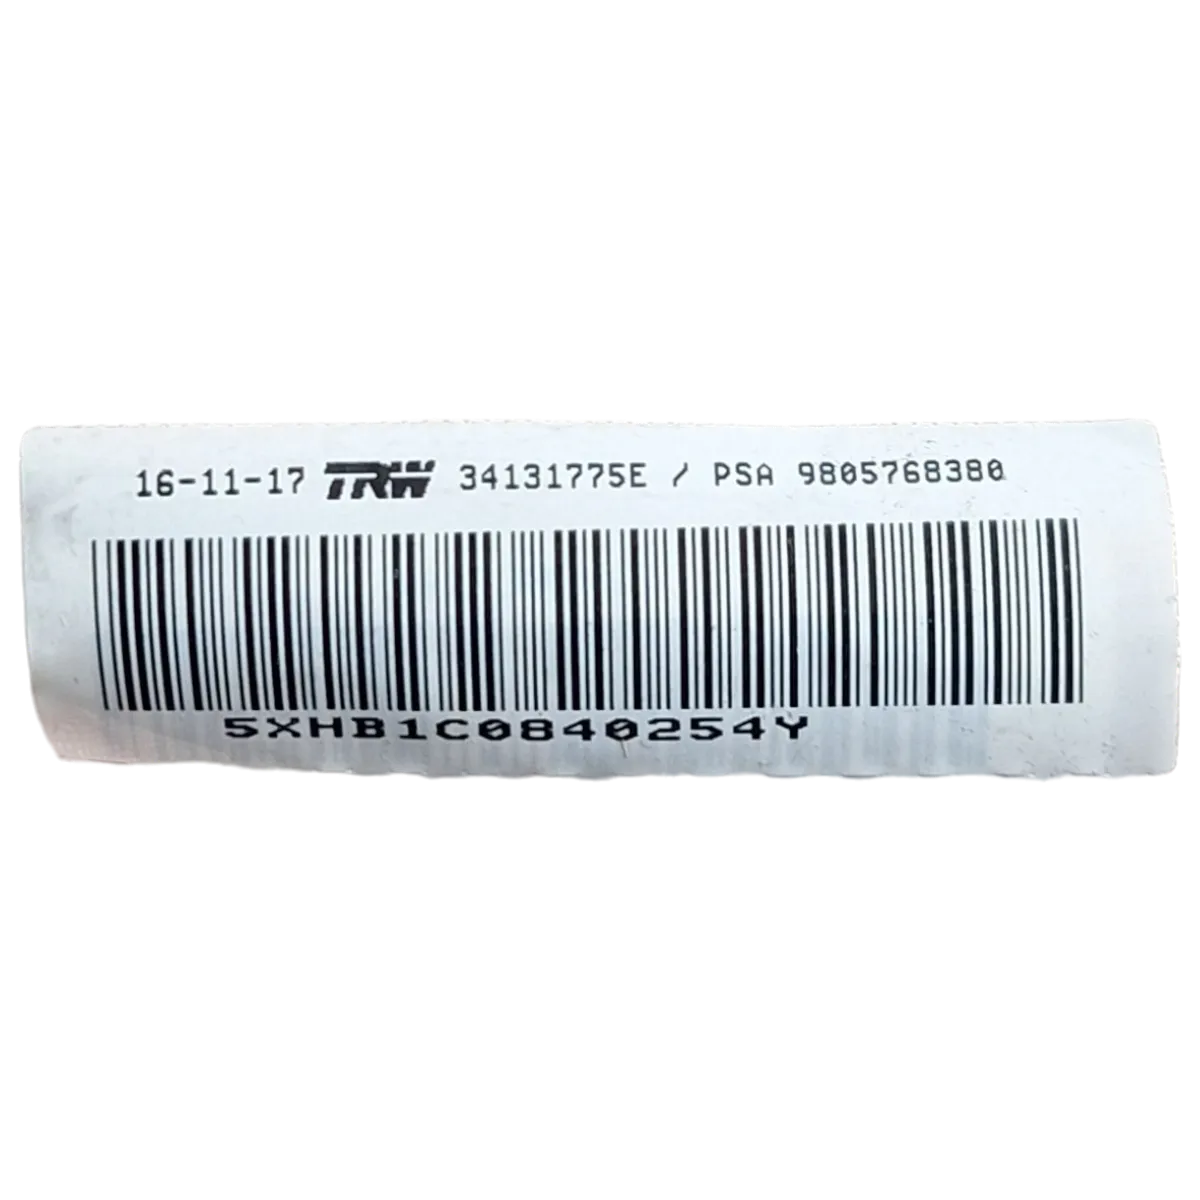 16-11-17 TRW 34131775E / PSA 9805768380
5XHB1C0840254Y